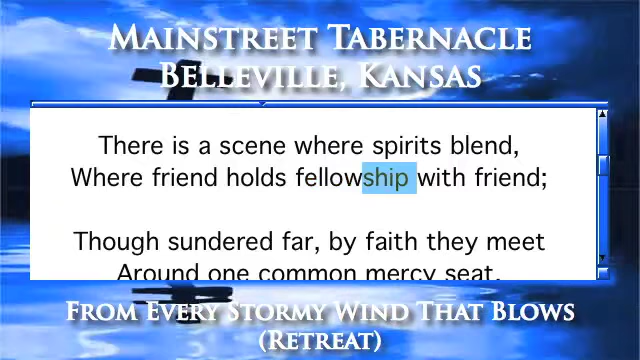 Mainstreet Tabernacle
Belleville, Kansas
There is a scene where spirits blend,
Where friend holds fellowship with friend;
Though sundered far, by faith they meet
Around one common mercy seat.
From Every Stormy Wind That Blows
(Retreat)